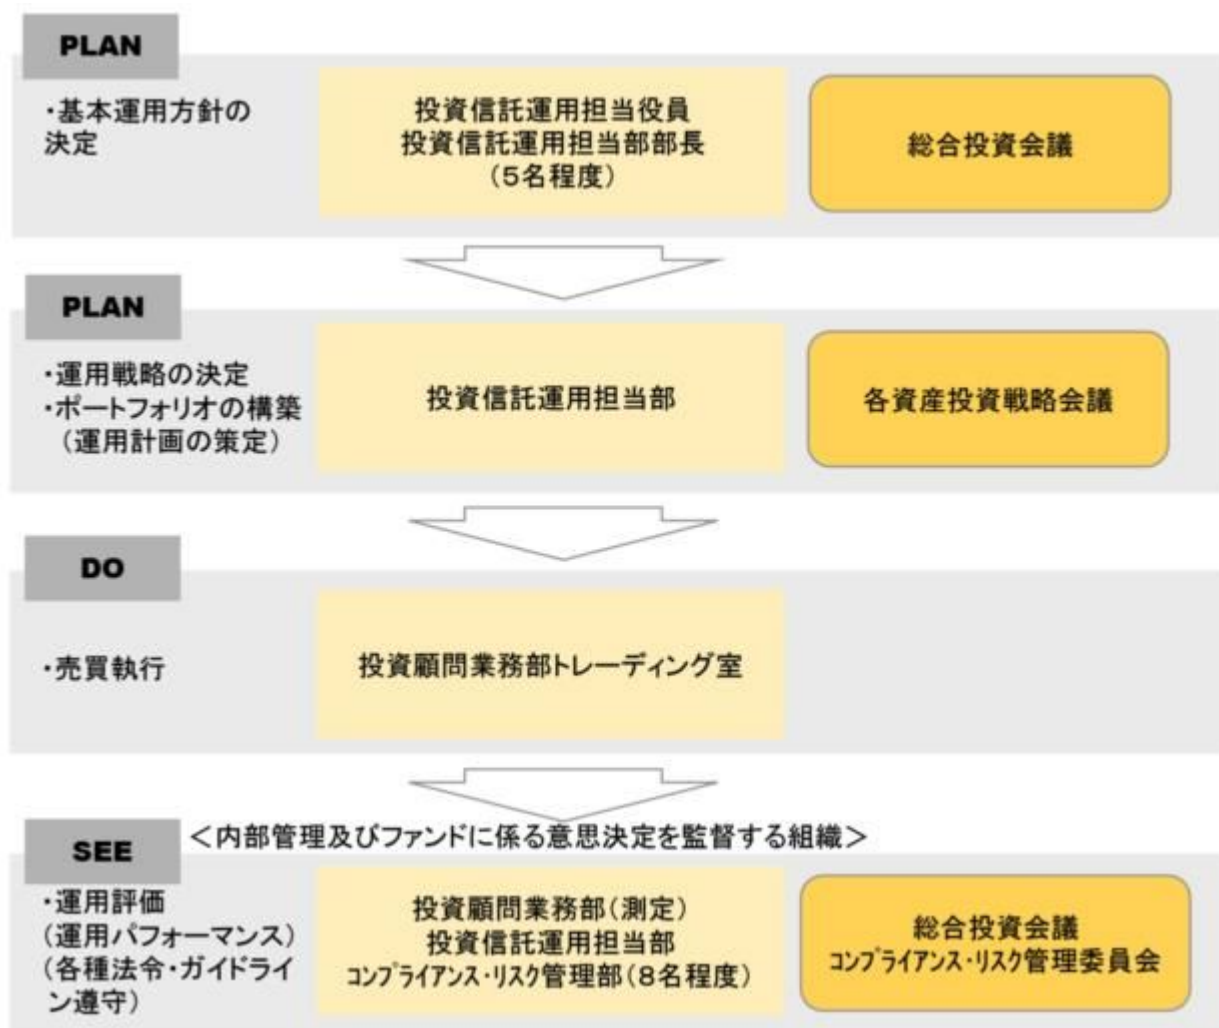 PLAN
・基本運用方針の
決定
投資信託運用担当役員
投資信託運用担当部部長
(5名程度)
総合投資会議
PLAN
・運用戦略の決定
・ポートフォリオの構築
(運用計画の策定)
投資信託運用担当部
各資産投資戦略会議
DO
・売買執行
投資顧問業務部トレーディング室
<内部管理及びファンドに係る意思決定を監督する組織>
SEE
・運用評価
(運用パフォーマンス)
(各種法令・ガイドライ
ン遵守)
投資顧問業務部(測定)
投資信託運用担当部
コンプライアンス・リスク管理部(8名程度)
総合投資会議
コンプライアンス・リスク管理委員会